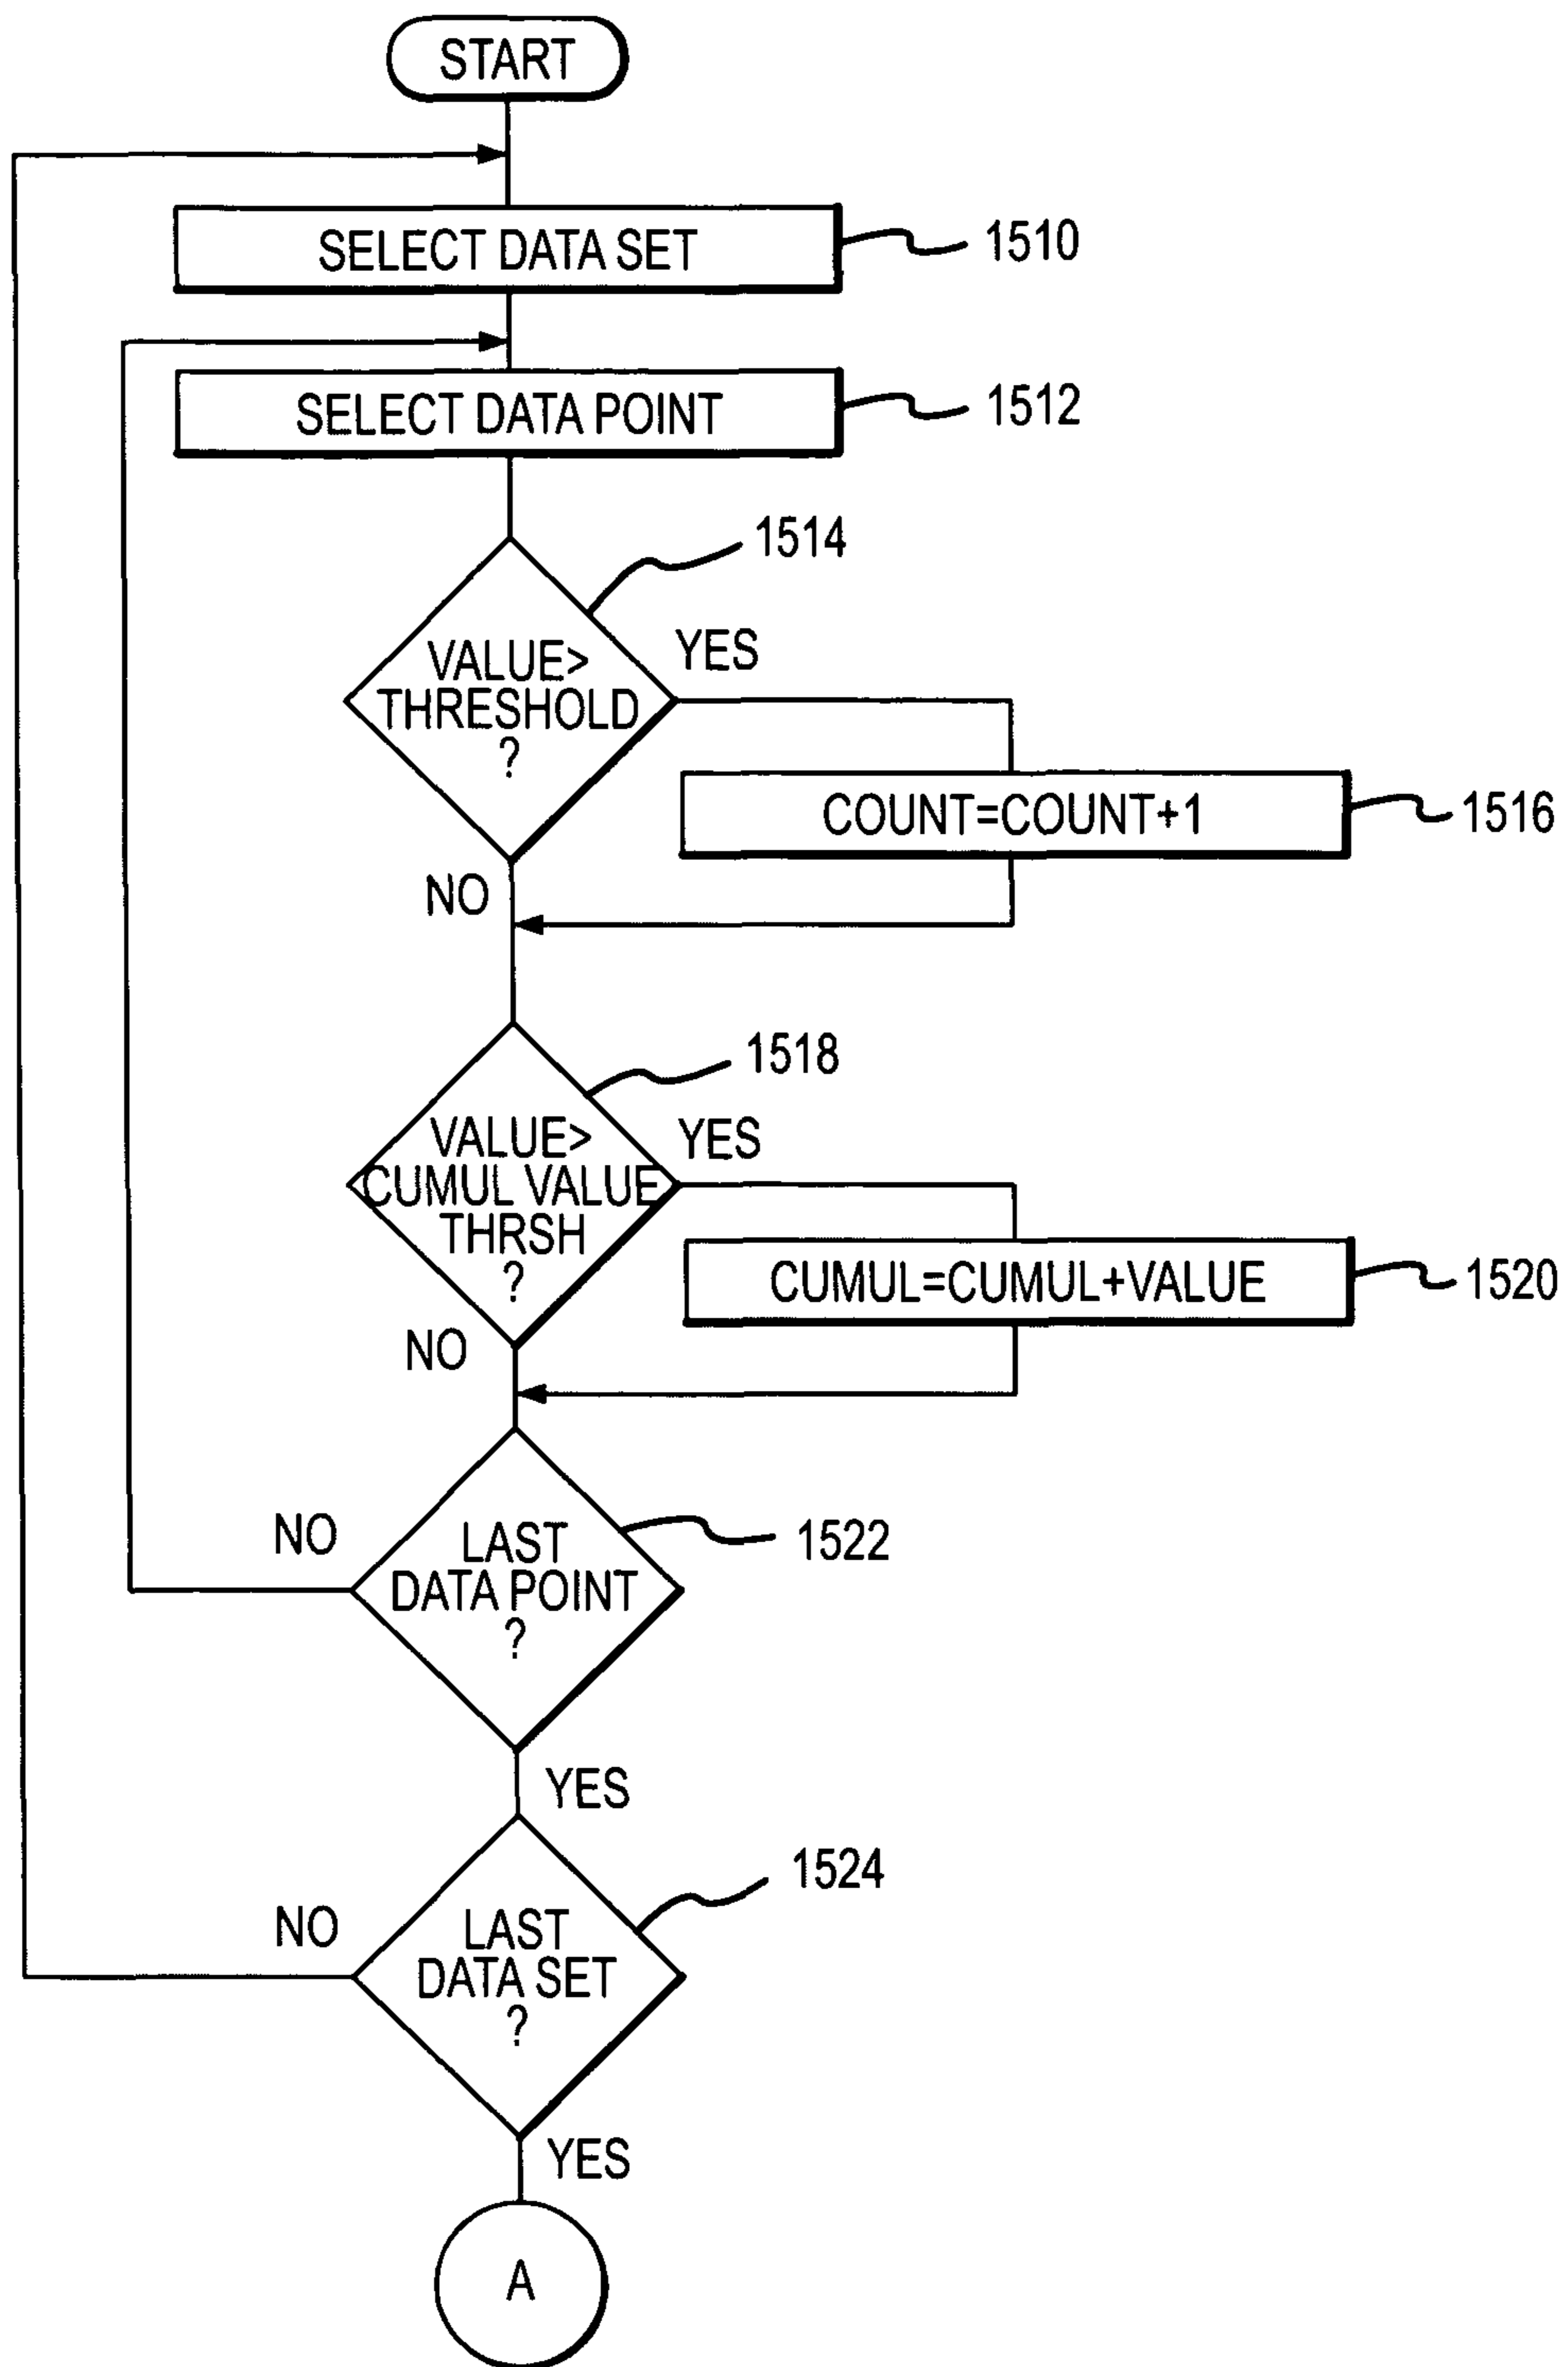 START
SELECT DATA SET
1510
SELECT DATA POINT
1512
1514
VALUE>
THRESHOLD
?
YES
COUNT=COUNT+1
1516
NO
1518
VALUE>
CUMUL VALUE
THRSH
?
YES
CUMUL=CUMUL+VALUE
1520
NO
NO
LAST
DATA POINT
?
1522
YES
1524
NO
LAST
DATA SET
?
YES
A